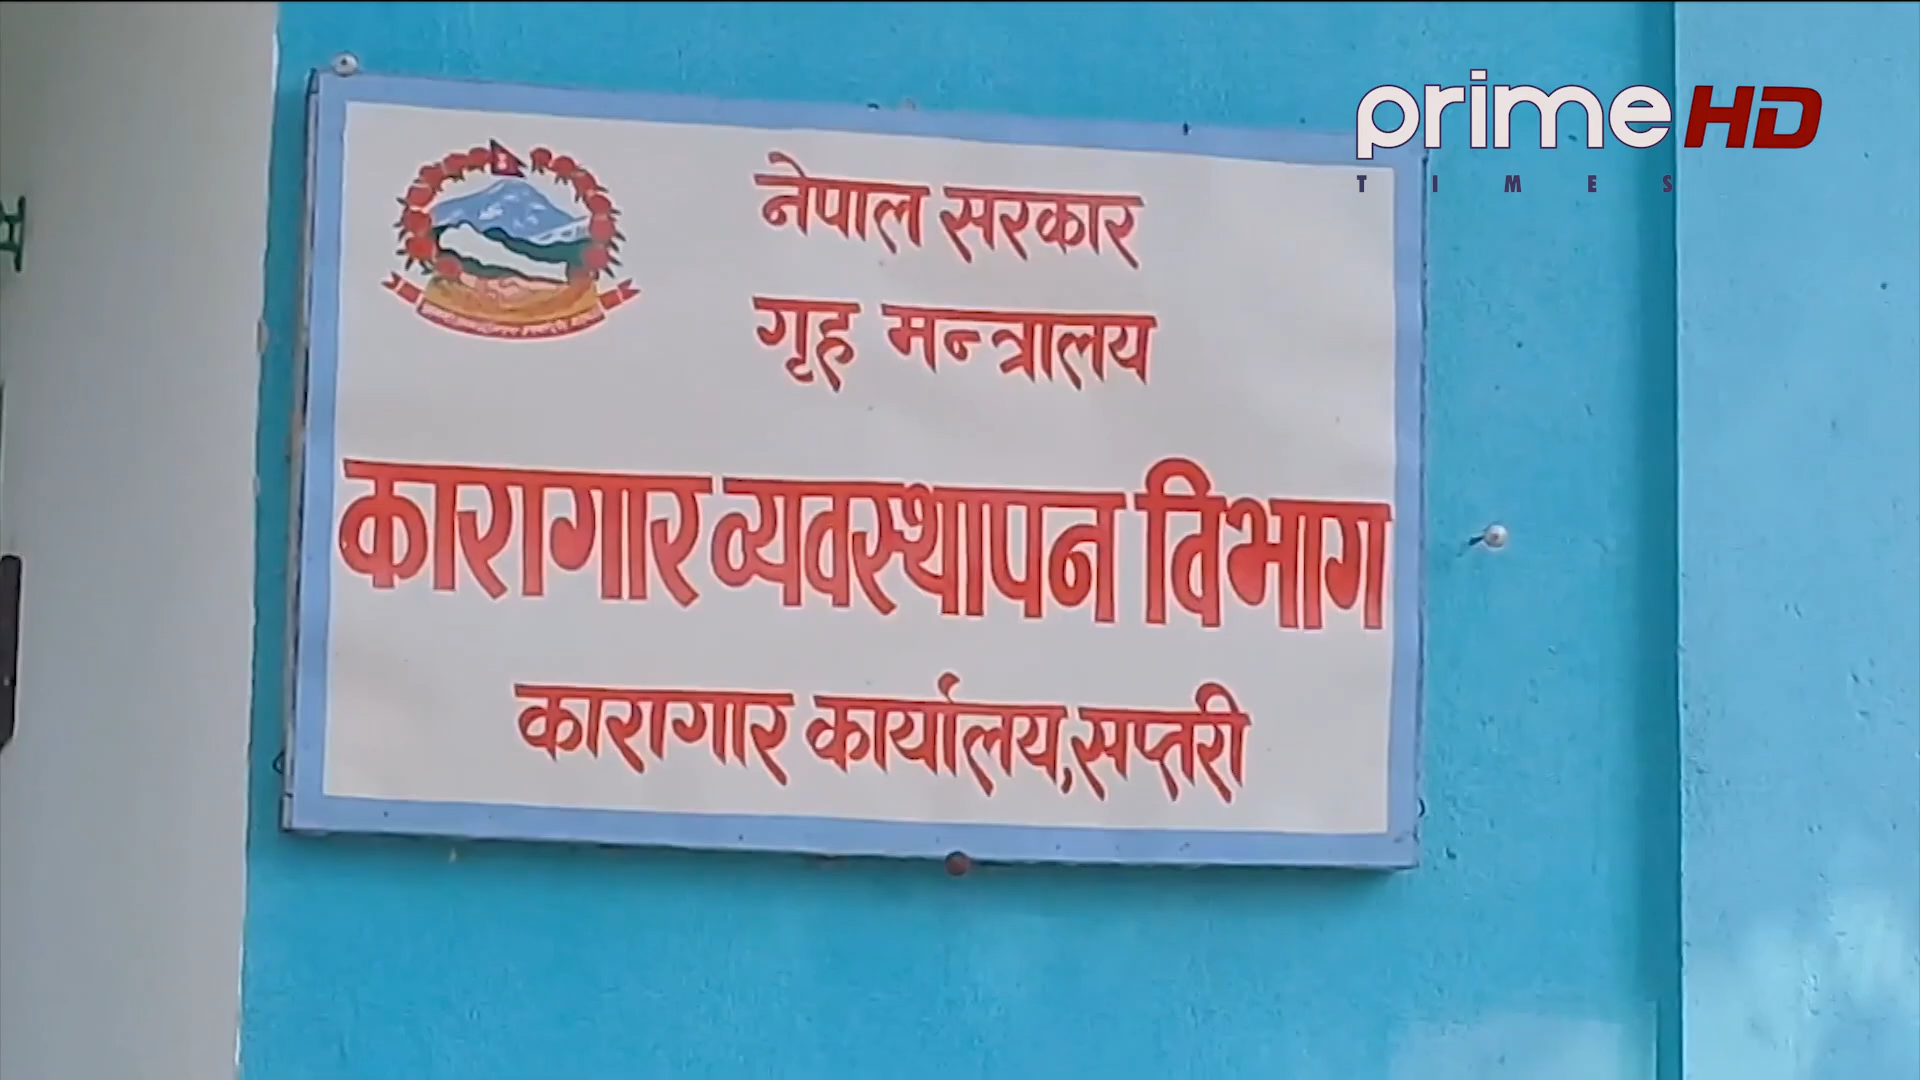 prime HD
TIMES
नेपाल सरकार
गृह मन्त्रालय
कारागार व्यवस्थापन विभाग
कारागार कार्यालय,सप्तरी